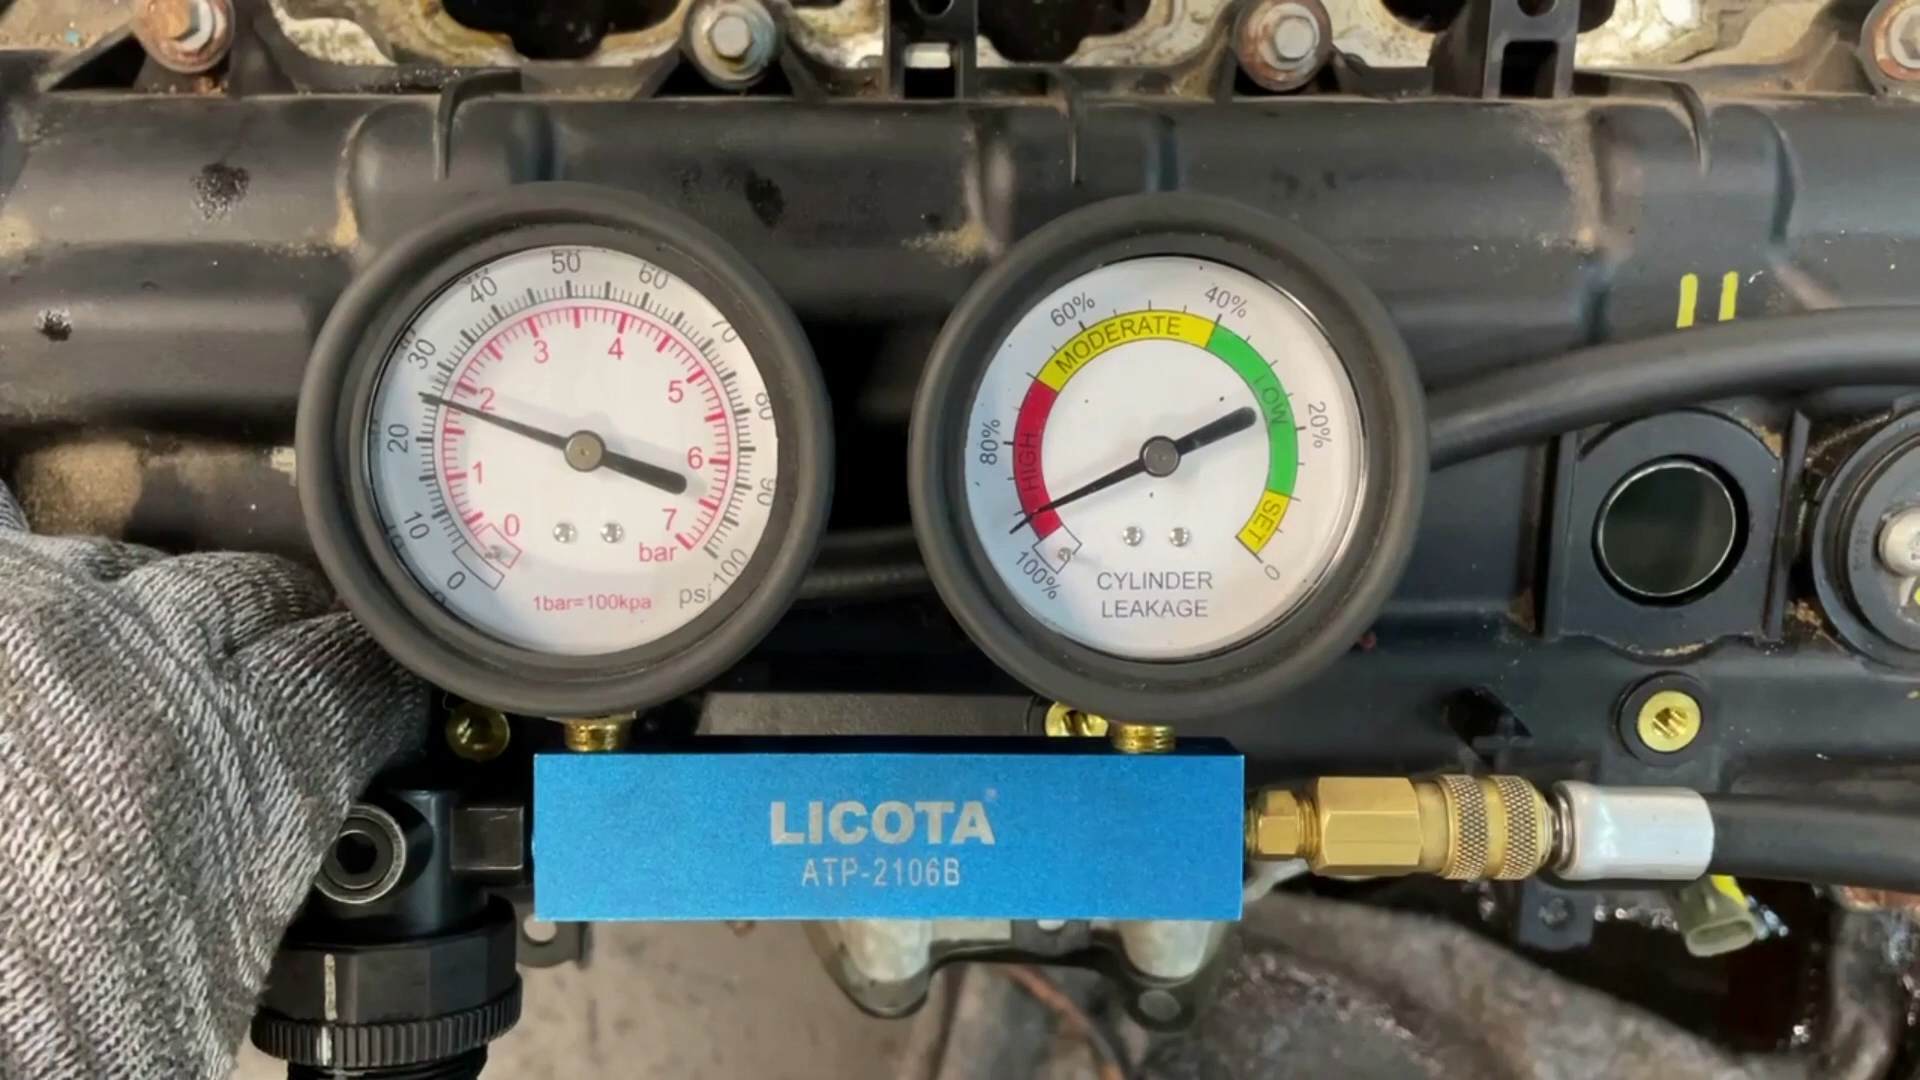 0 10 20 30 40 50 60 70 80 90 100
psi
0 1 2 3 4 5 6 7
bar
1bar=100kpa
100% 80% 60% 40% 20% 0
HIGH MODERATE LOW SET
CYLINDER
LEAKAGE
LICOTA
ATP-2106B